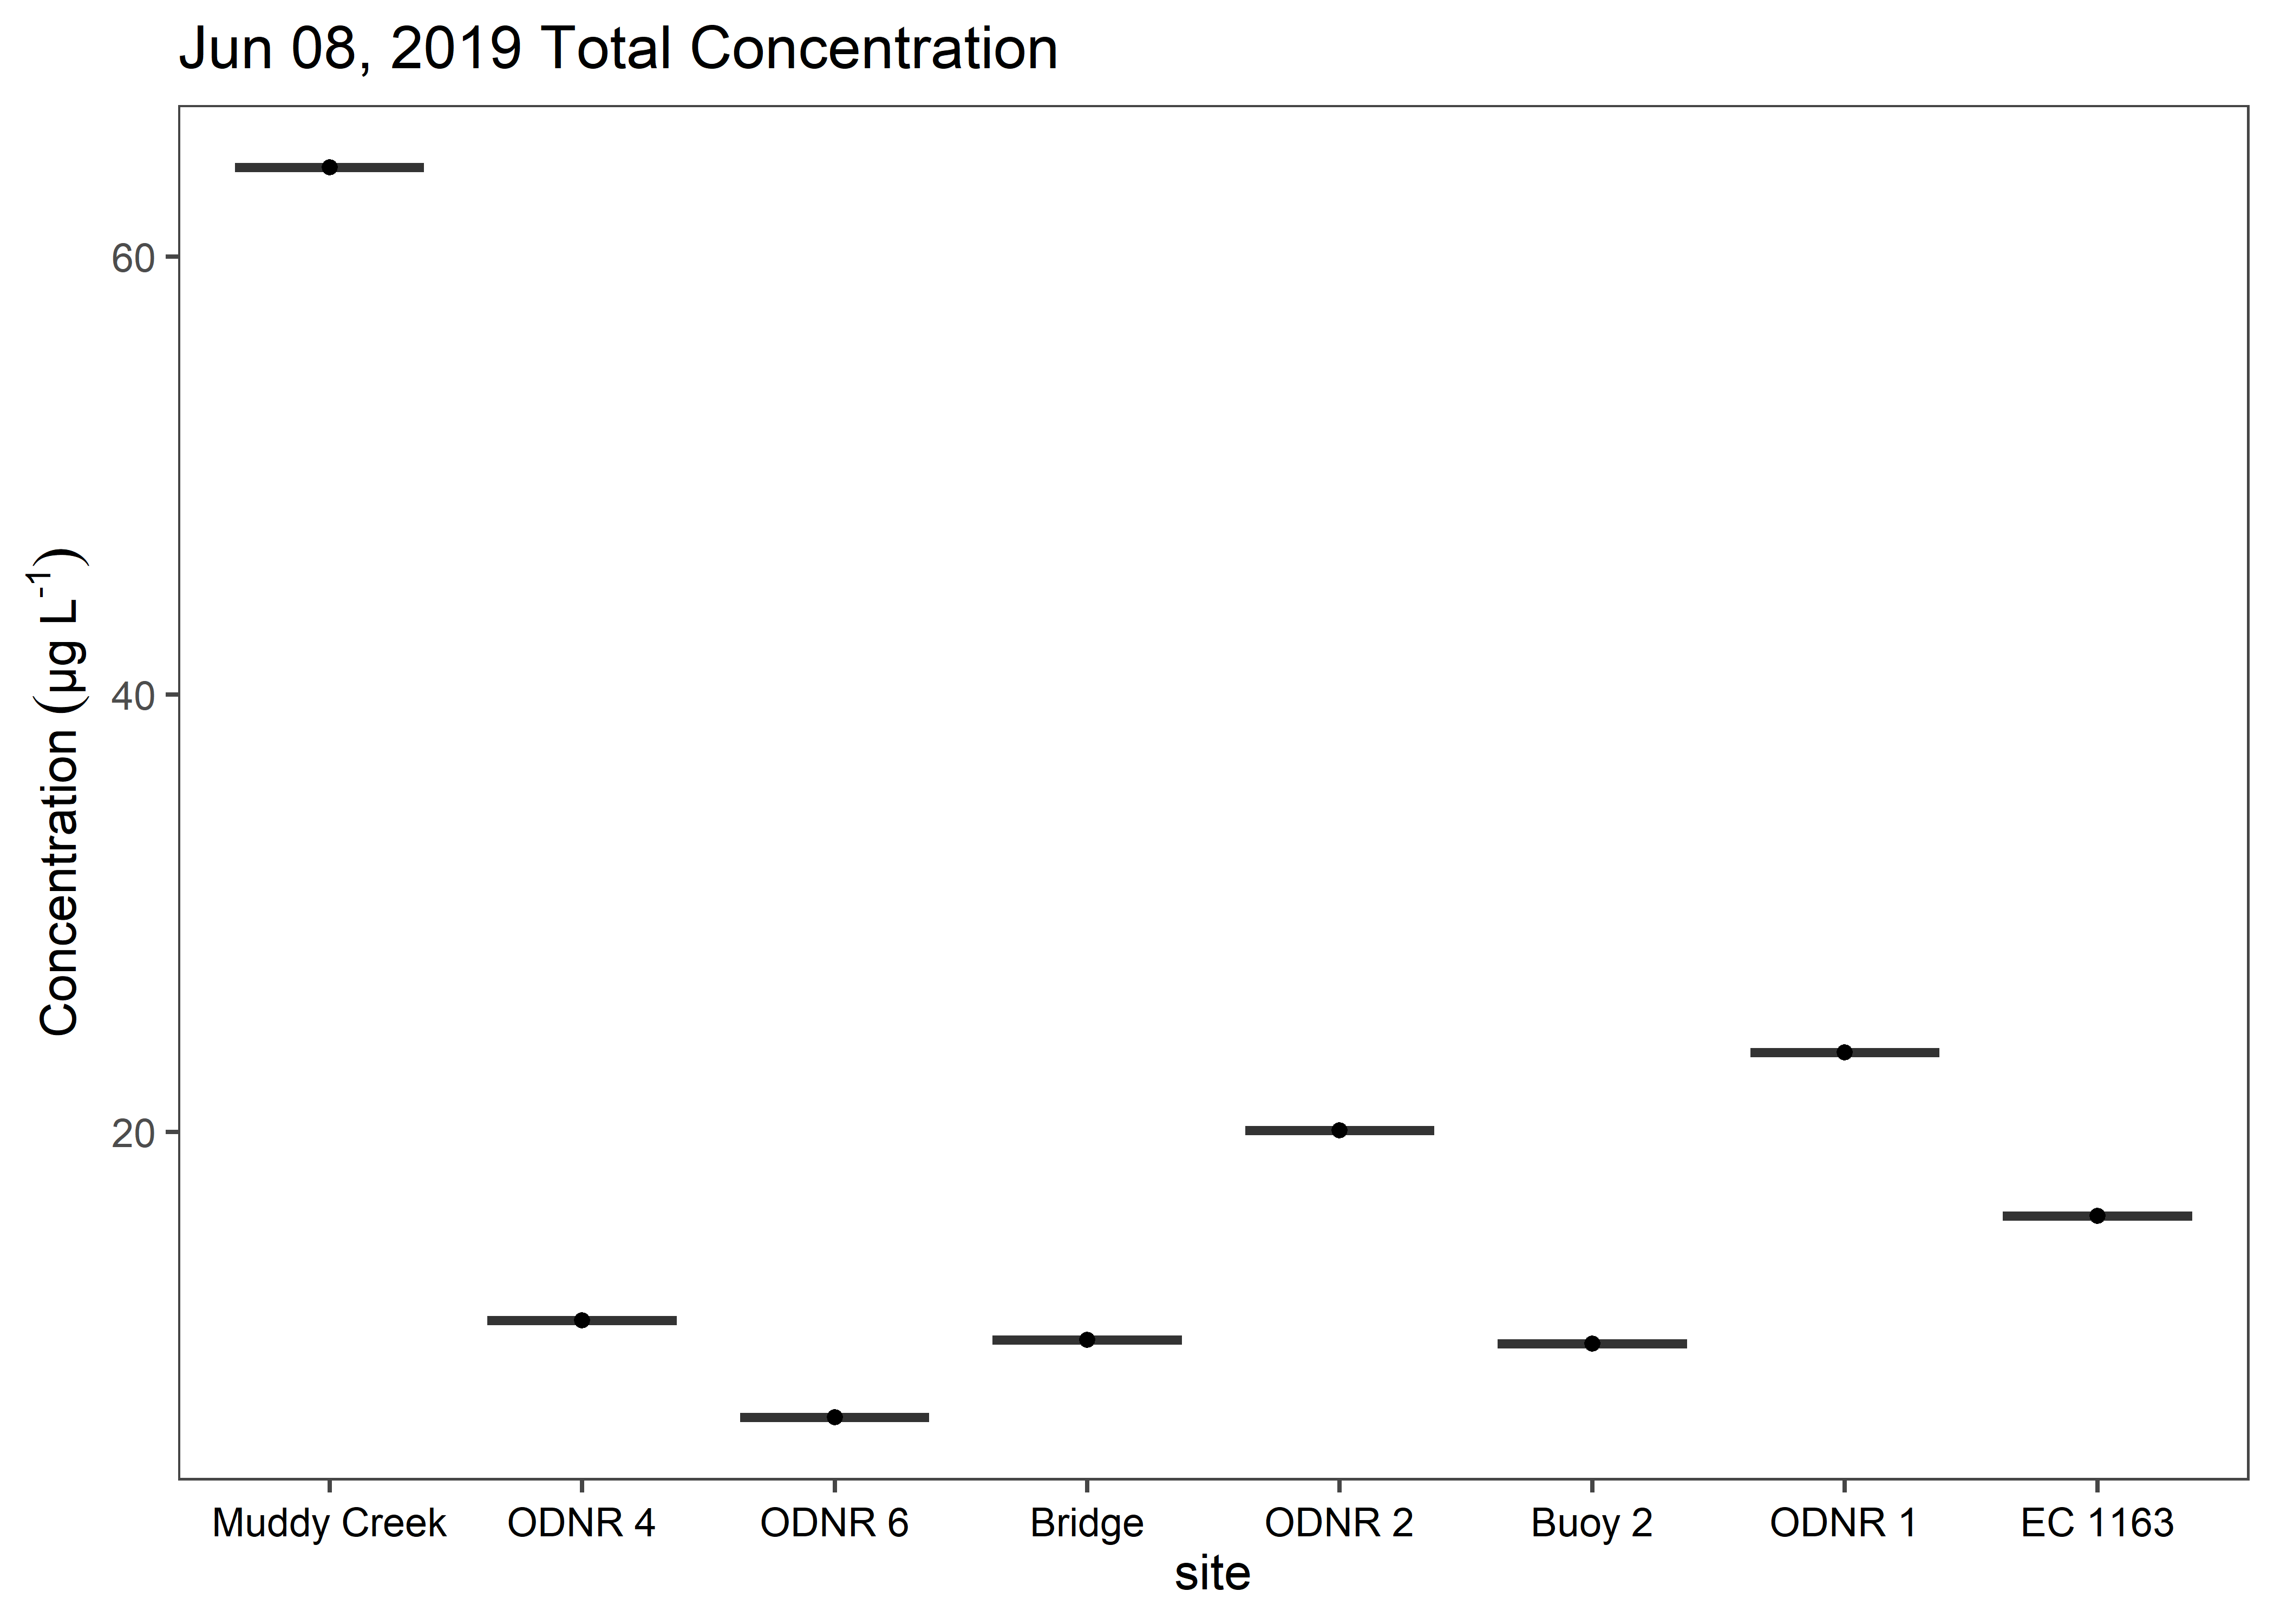 Jun 08, 2019 Total Concentration
Concentration (µg L⁻¹)
60
40
20
Muddy Creek ODNR 4 ODNR 6 Bridge ODNR 2 Buoy 2 ODNR 1 EC 1163
site